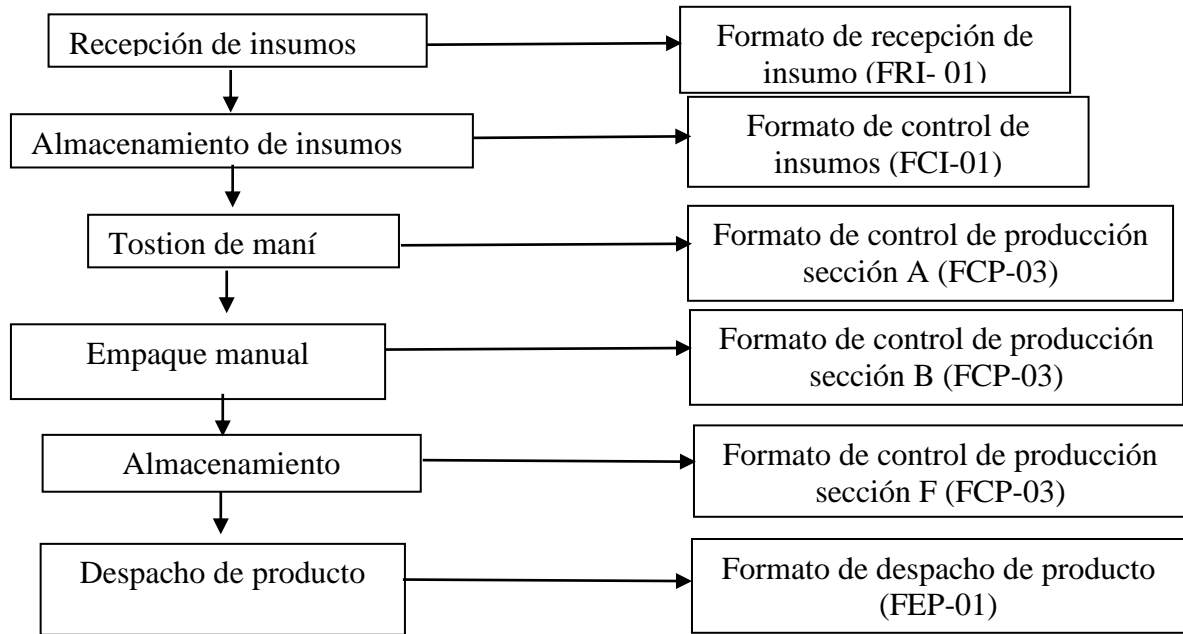 Recepción de insumos
Formato de recepción de
insumo (FRI- 01)
Almacenamiento de insumos
Formato de control de
insumos (FCI-01)
Tostion de maní
Formato de control de producción
sección A (FCP-03)
Empaque manual
Formato de control de producción
sección B (FCP-03)
Almacenamiento
Formato de control de producción
sección F (FCP-03)
Despacho de producto
Formato de despacho de producto
(FEP-01)